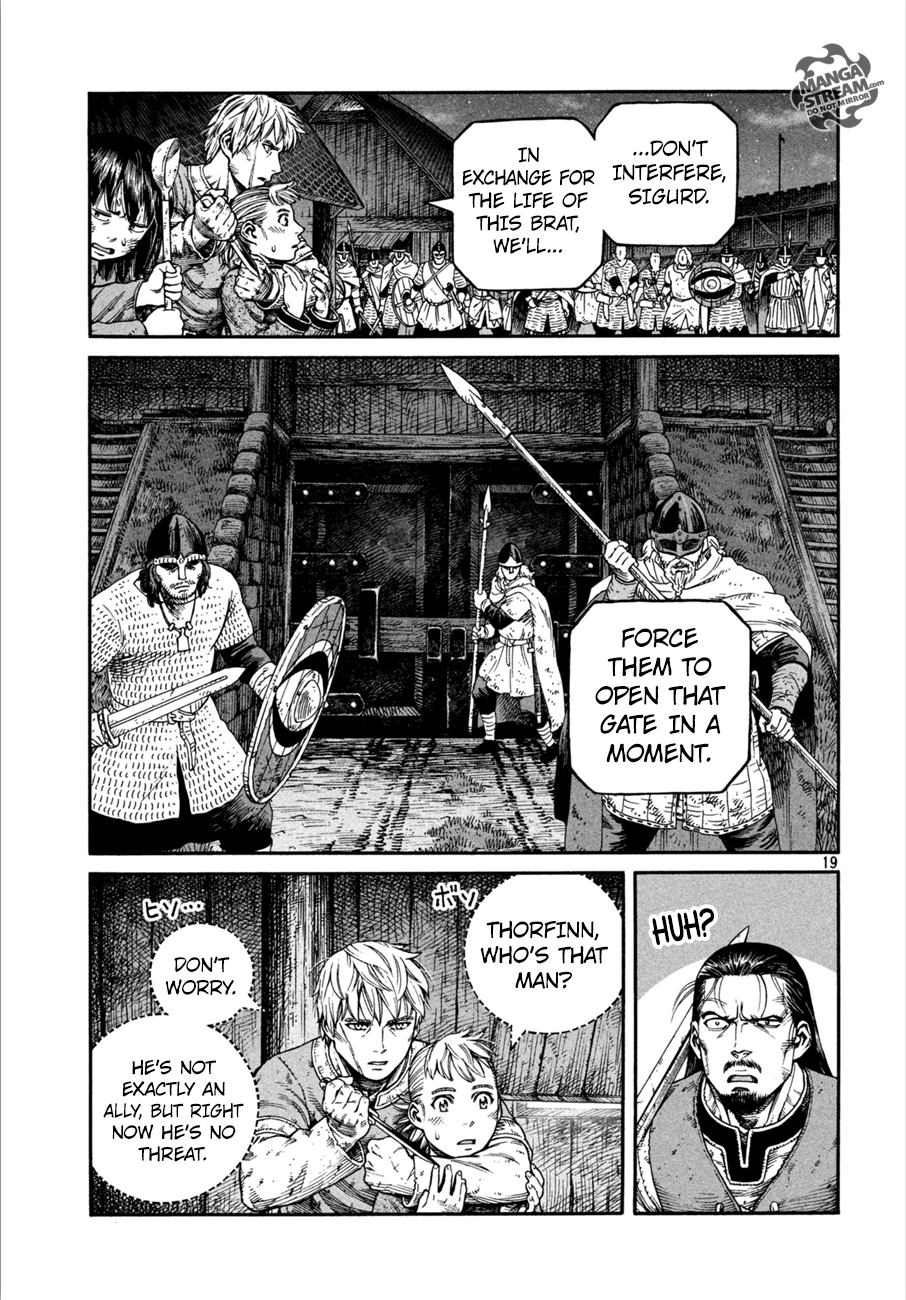 MANGA
STREAM.com
DO NOT MIRROR
...DON'T
INTERFERE,
SIGURD.
IN
EXCHANGE FOR
THE LIFE OF
THIS BRAT,
WE'LL...
FORCE
THEM TO
OPEN THAT
GATE IN A
MOMENT.
19
HUH?
ボソ
THORFINN,
WHO'S THAT
MAN?
ヒソ…
DON'T
WORRY.
HE'S NOT
EXACTLY AN
ALLY, BUT RIGHT
NOW HE'S NO
THREAT.